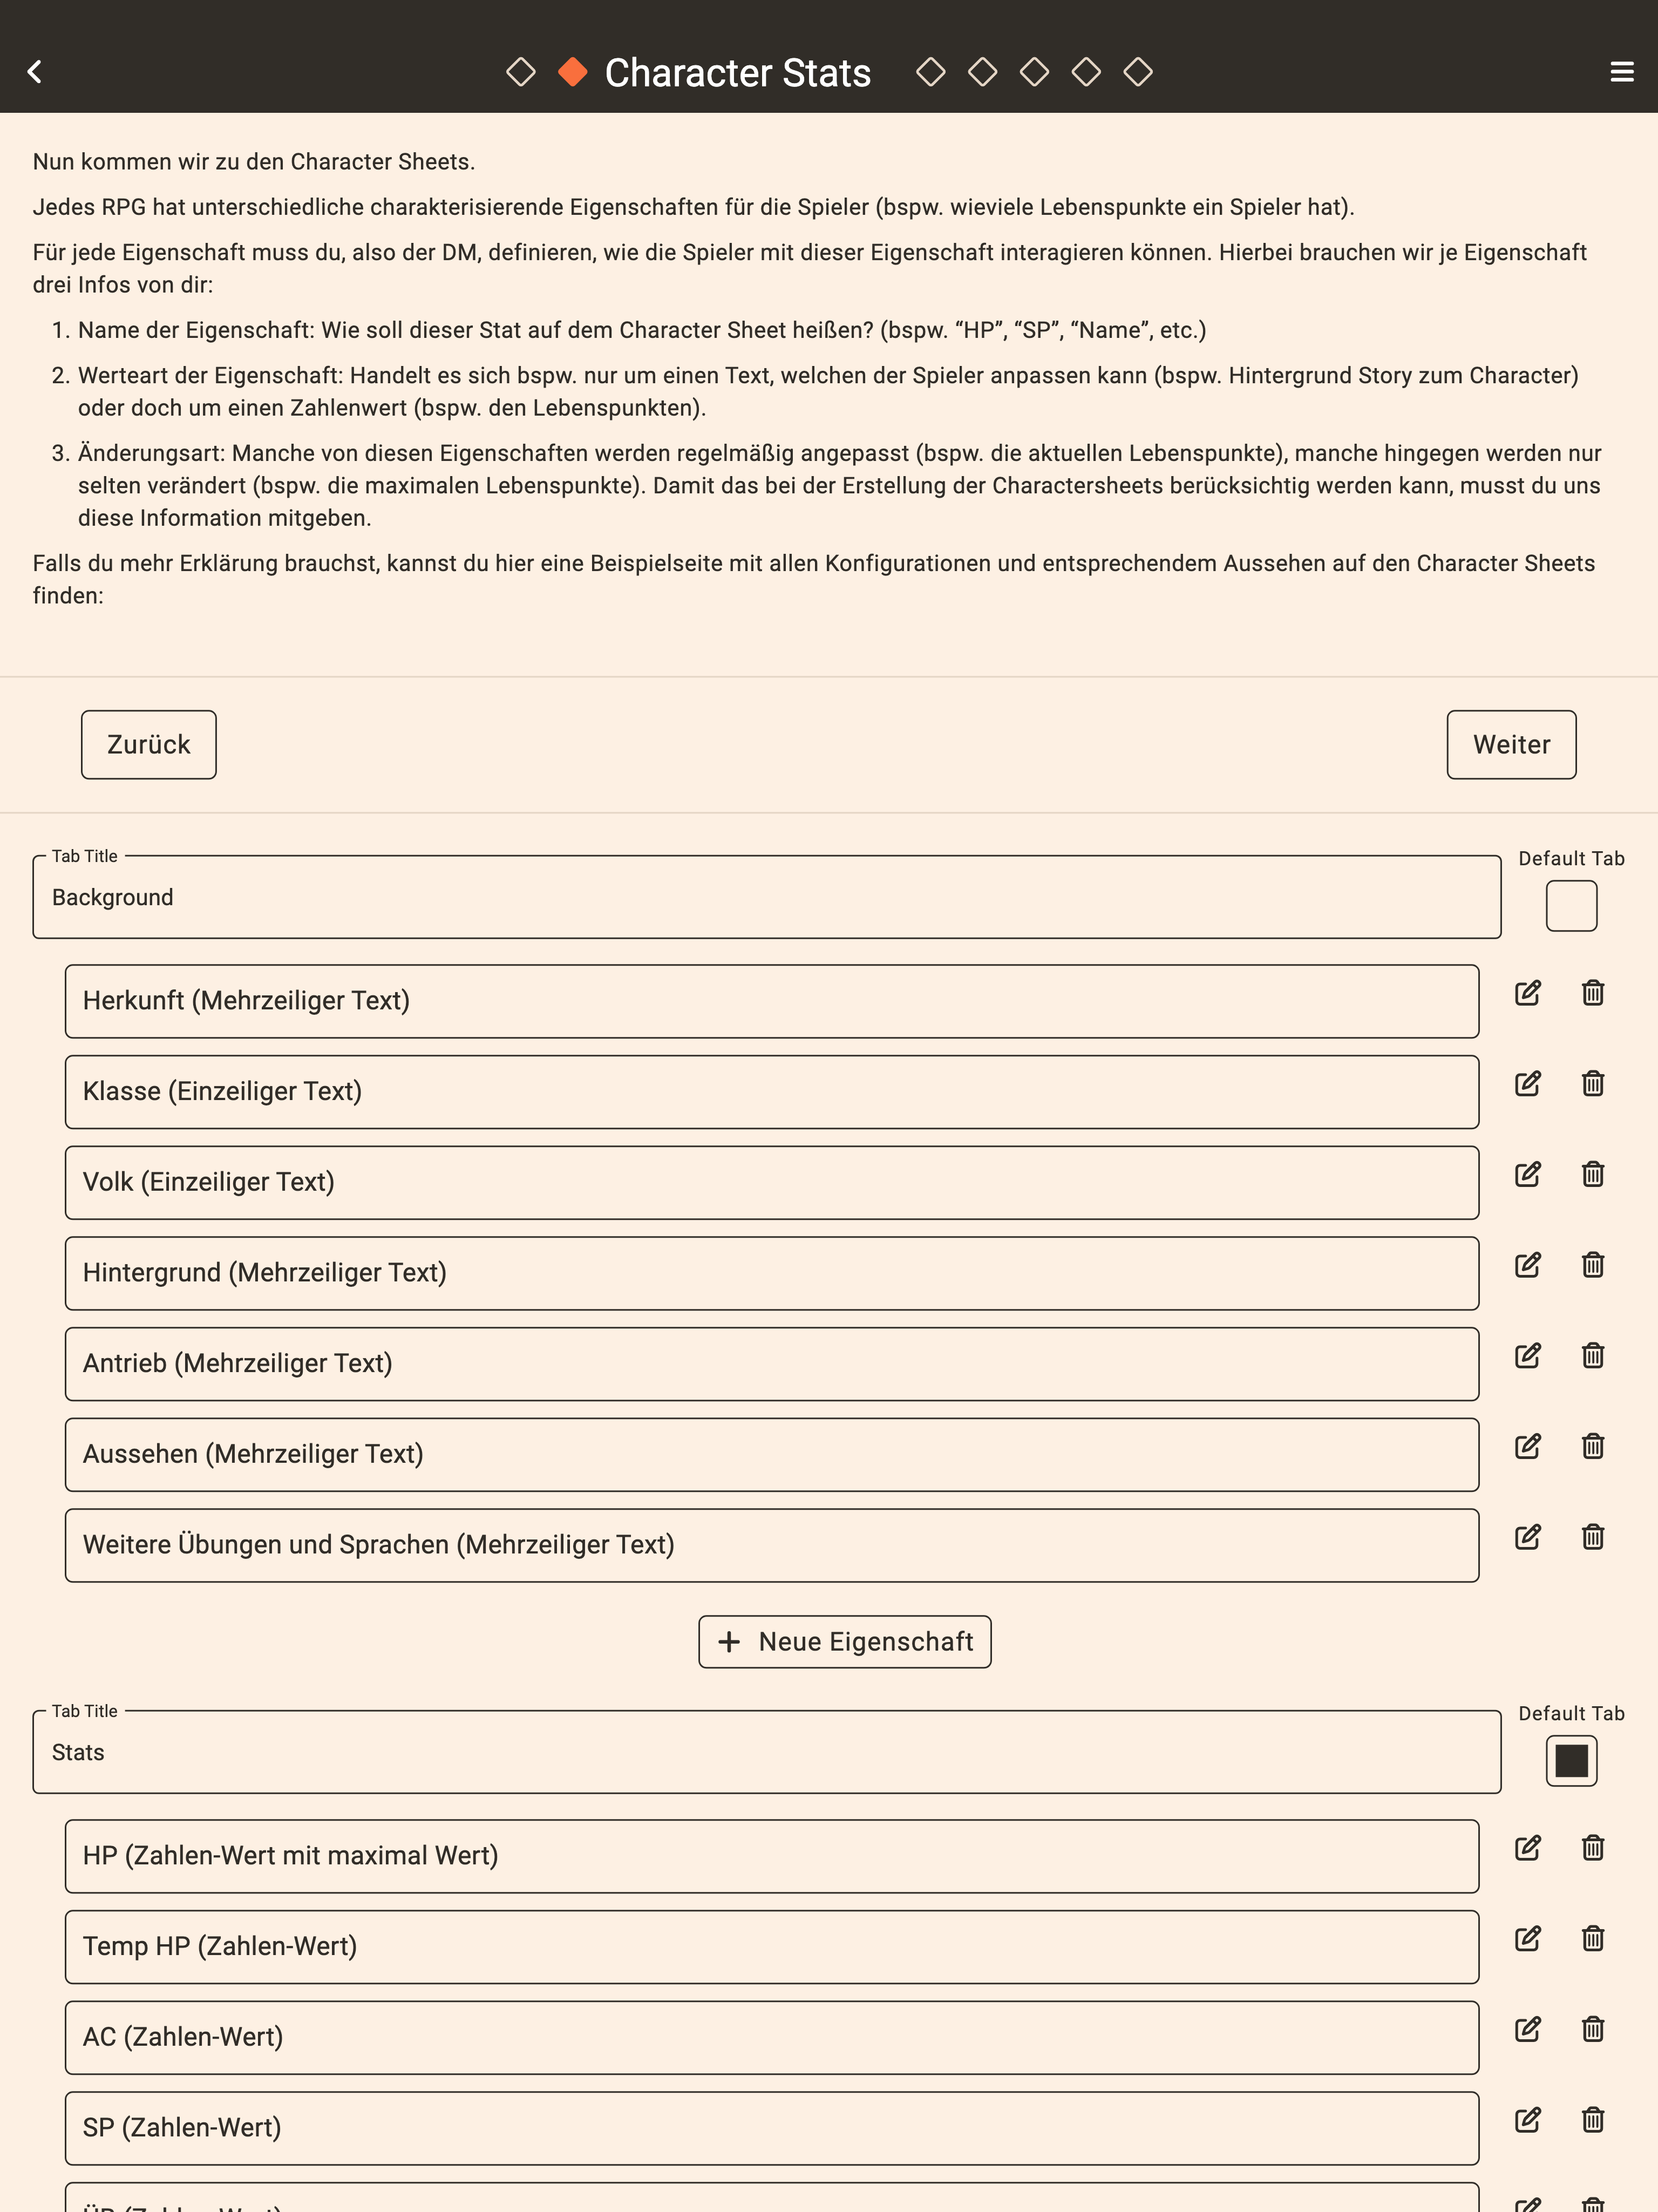 Character Stats
Nun kommen wir zu den Character Sheets.
Jedes RPG hat unterschiedliche charakterisierende Eigenschaften für die Spieler (bspw. wieviele Lebenspunkte ein Spieler hat).
Für jede Eigenschaft muss du, also der DM, definieren, wie die Spieler mit dieser Eigenschaft interagieren können. Hierbei brauchen wir je Eigenschaft
drei Infos von dir:
1. Name der Eigenschaft: Wie soll dieser Stat auf dem Character Sheet heißen? (bspw. “HP”, “SP”, “Name”, etc.)
2. Werteart der Eigenschaft: Handelt es sich bspw. nur um einen Text, welchen der Spieler anpassen kann (bspw. Hintergrund Story zum Character)
oder doch um einen Zahlenwert (bspw. den Lebenspunkten).
3. Änderungsart: Manche von diesen Eigenschaften werden regelmäßig angepasst (bspw. die aktuellen Lebenspunkte), manche hingegen werden nur
selten verändert (bspw. die maximalen Lebenspunkte). Damit das bei der Erstellung der Charactersheets berücksichtig werden kann, musst du uns
diese Information mitgeben.
Falls du mehr Erklärung brauchst, kannst du hier eine Beispielseite mit allen Konfigurationen und entsprechendem Aussehen auf den Character Sheets
finden:
Zurück
Weiter
Tab Title
Default Tab
Background
Herkunft (Mehrzeiliger Text)
Klasse (Einzeiliger Text)
Volk (Einzeiliger Text)
Hintergrund (Mehrzeiliger Text)
Antrieb (Mehrzeiliger Text)
Aussehen (Mehrzeiliger Text)
Weitere Übungen und Sprachen (Mehrzeiliger Text)
Neue Eigenschaft
Tab Title
Default Tab
Stats
HP (Zahlen-Wert mit maximal Wert)
Temp HP (Zahlen-Wert)
AC (Zahlen-Wert)
SP (Zahlen-Wert)